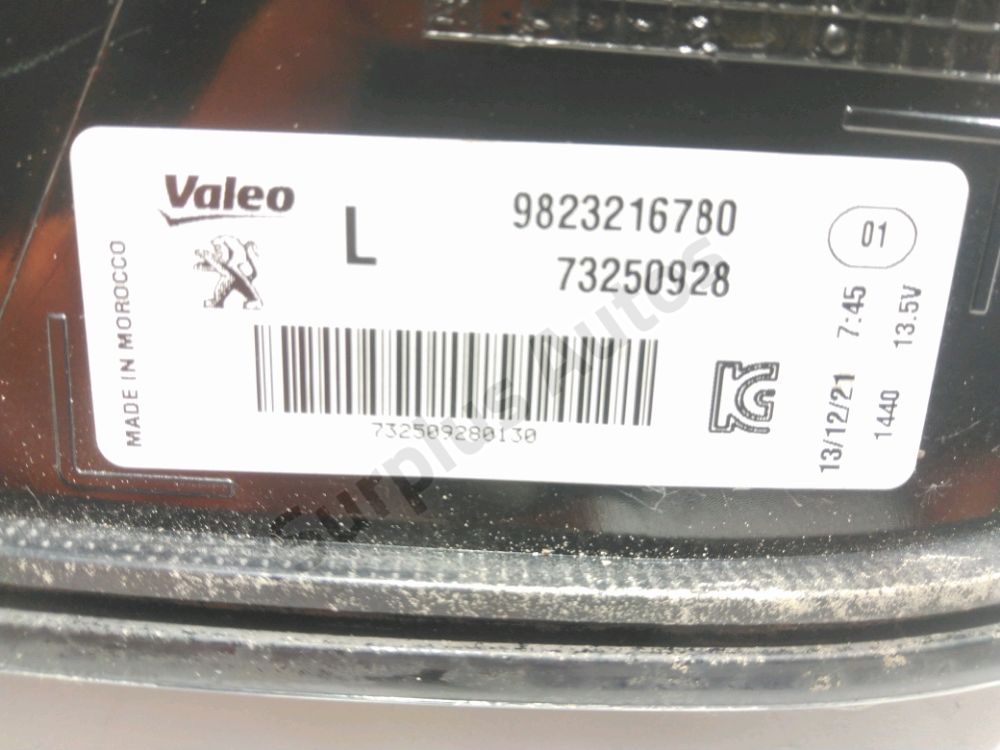 Valeo
L
9823216780
73250928
01
MADE IN MOROCCO
732509280130
13/12/21 7:45
1440 13.5V
Surplus Autos